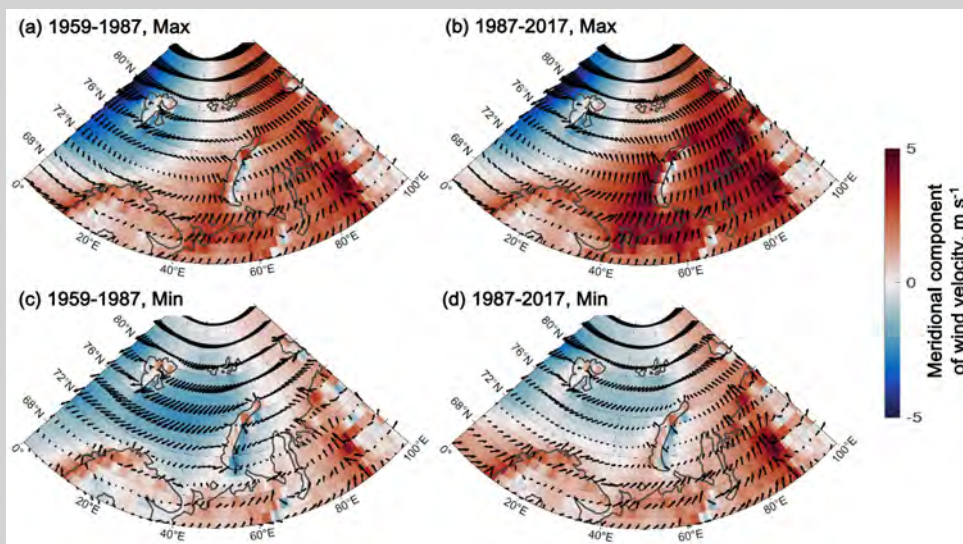 (a) 1959-1987, Max
(b) 1987-2017, Max
80°N
76°N
72°N
68°N
0°
20°E
40°E
60°E
80°E
100°E
80°N
76°N
72°N
68°N
0°
20°E
40°E
60°E
80°E
100°E
(c) 1959-1987, Min
(d) 1987-2017, Min
80°N
76°N
72°N
68°N
0°
20°E
40°E
60°E
80°E
100°E
80°N
76°N
72°N
68°N
0°
20°E
40°E
60°E
80°E
100°E
5
0
-5
Meridional component
of wind velocity, m s-1